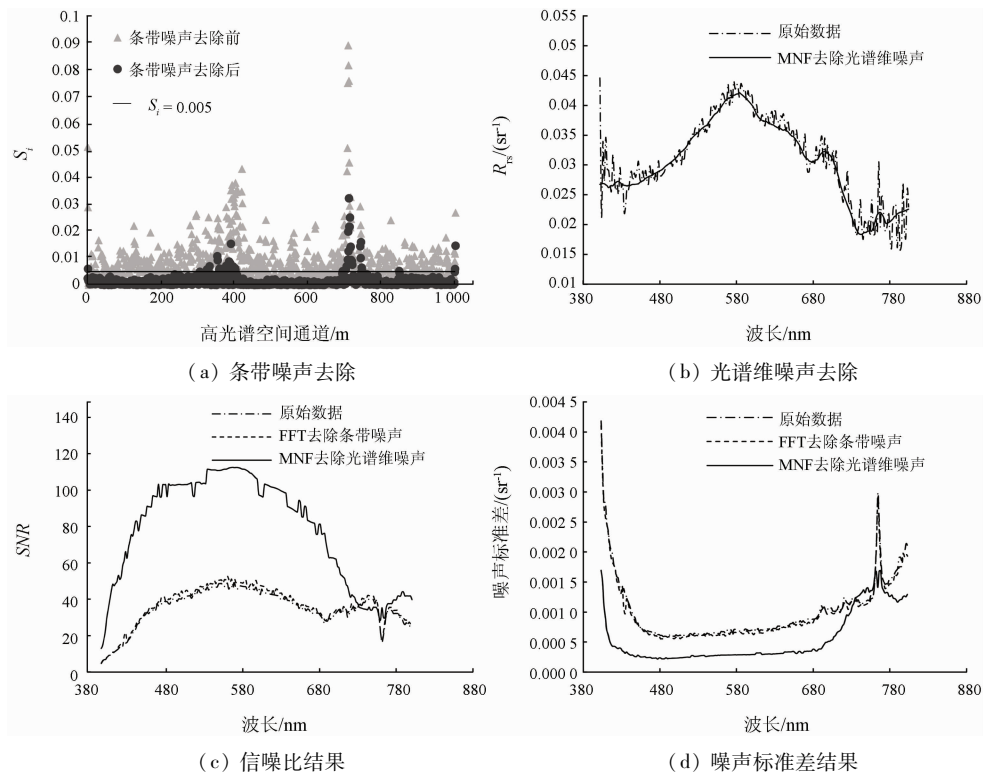 0.1
0.09
0.08
0.07
0.06
0.05
0.04
0.03
0.02
0.01
0
S_i
条带噪声去除前
条带噪声去除后
S_i = 0.005
0 200 400 600 800 1 000
高光谱空间通道/m
(a) 条带噪声去除
0.055
0.05
0.045
0.04
0.035
0.03
0.025
0.02
0.015
0.01
R_rs/(sr⁻¹)
原始数据
MNF去除光谱维噪声
380 480 580 680 780 880
波长/nm
(b) 光谱维噪声去除
140
120
100
80
60
40
20
0
SNR
原始数据
FFT去除条带噪声
MNF去除光谱维噪声
380 480 580 680 780 880
波长/nm
(c) 信噪比结果
0.004 5
0.004 0
0.003 5
0.003 0
0.002 5
0.002 0
0.001 5
0.001 0
0.000 5
0.000 0
噪声标准差/(sr⁻¹)
原始数据
FFT去除条带噪声
MNF去除光谱维噪声
380 480 580 680 780 880
波长/nm
(d) 噪声标准差结果